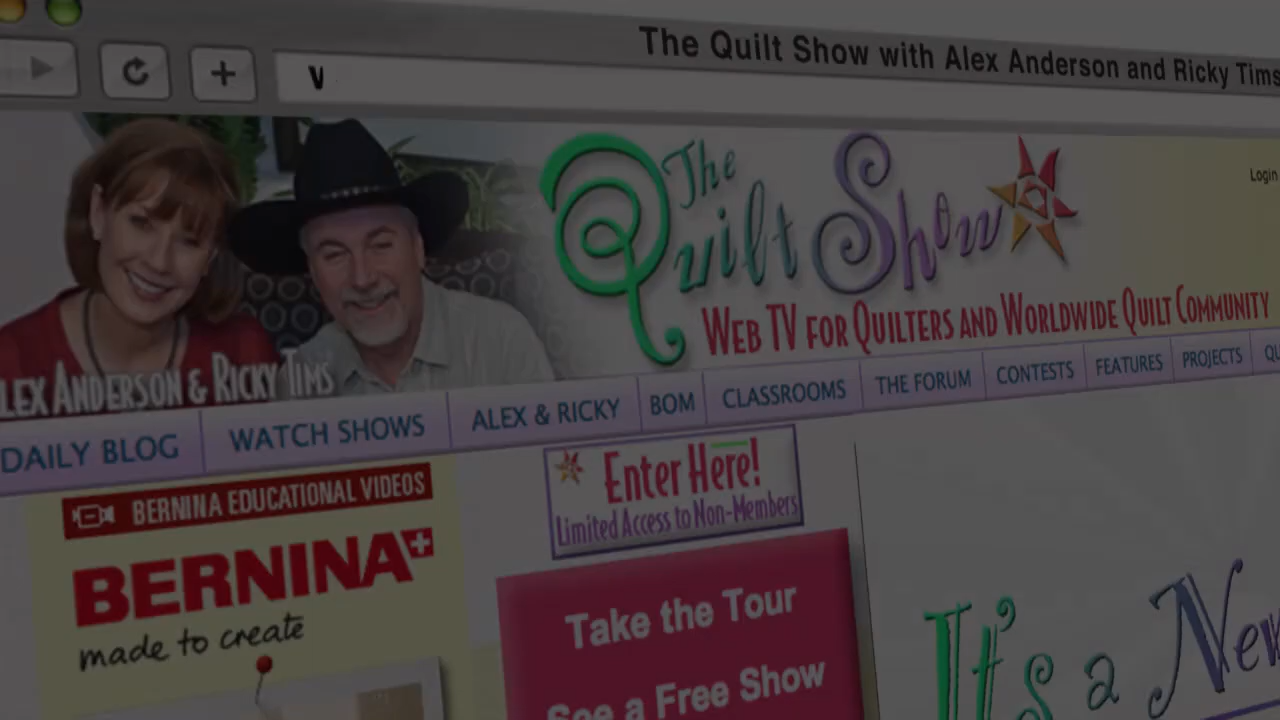 The Quilt Show with Alex Anderson and Ricky Tims
V
Login
The
Quilt Show
WEB TV FOR QUILTERS AND WORLDWIDE QUILT COMMUNITY
LEX ANDERSON & RICKY TIMS
DAILY BLOG WATCH SHOWS ALEX & RICKY BOM CLASSROOMS THE FORUM CONTESTS FEATURES PROJECTS QU
BERNINA EDUCATIONAL VIDEOS
BERNINA
made to create
Enter Here!
Limited Access to Non-Members
Take the Tour
See a Free Show
It's a New